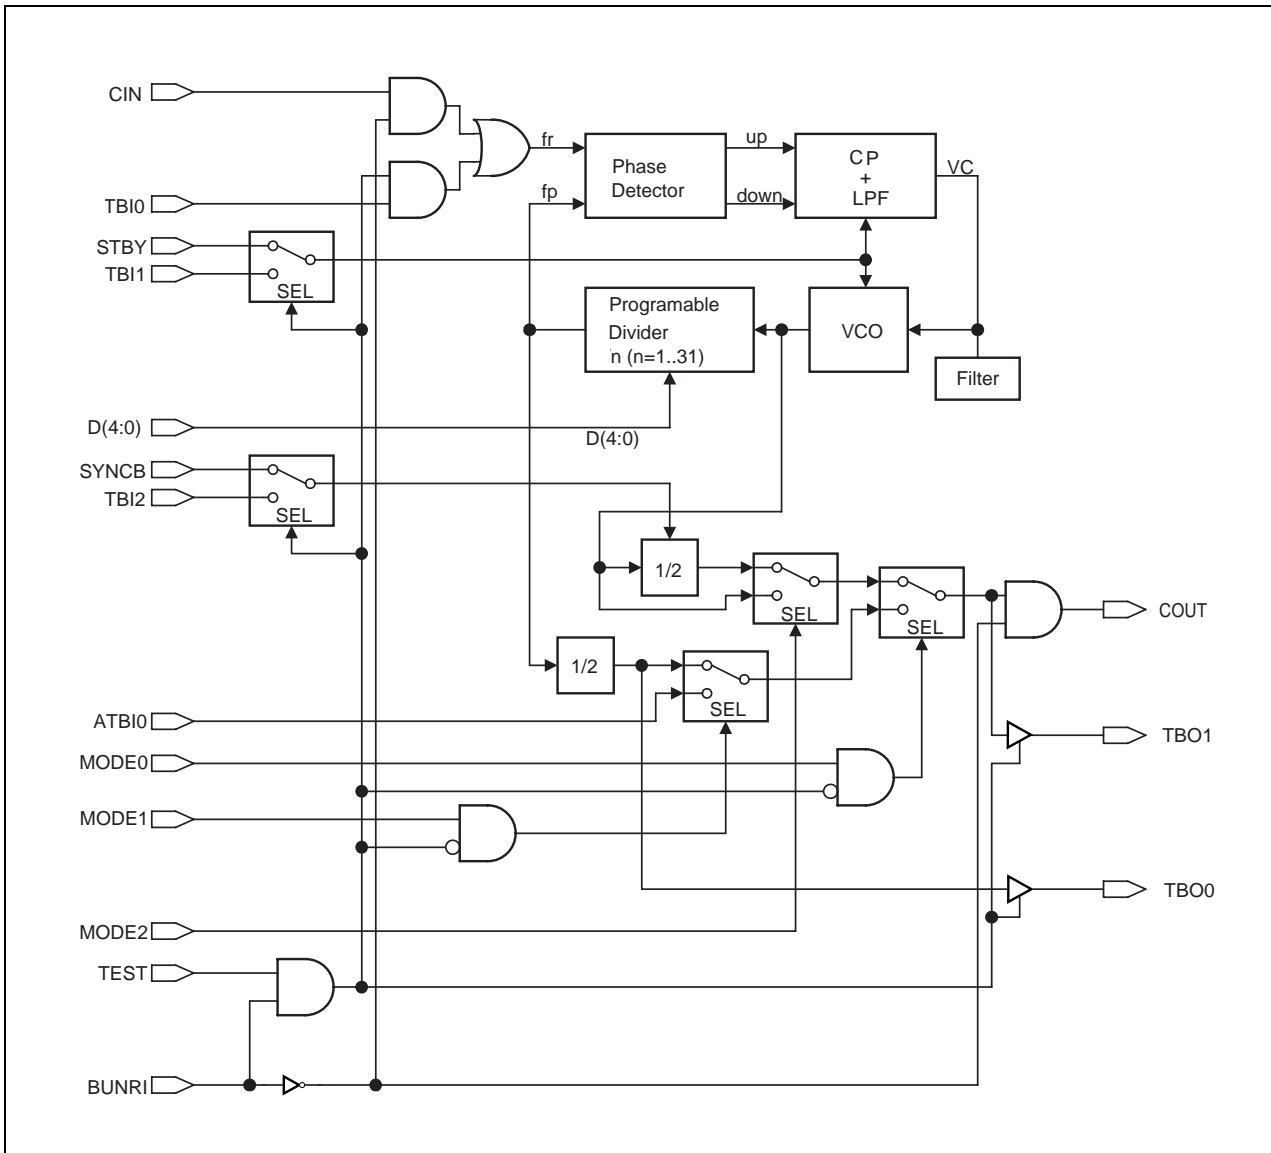 CIN
fr
up
CP
+
LPF
VC
Phase
Detector
fp
down
TBI0
STBY
TBI1
SEL
Programable
Divider
\n (n=1..31)
VCO
Filter
D(4:0)
D(4:0)
SYNCB
TBI2
SEL
1/2
SEL
SEL
COUT
1/2
SEL
ATBI0
TBO1
MODE0
MODE1
TBO0
MODE2
TEST
BUNRI